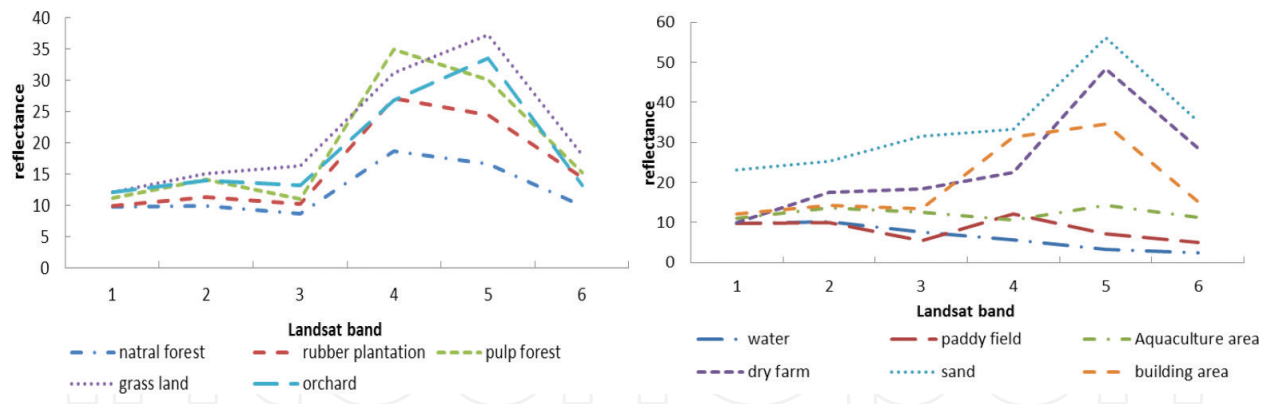 40
35
30
25
20
15
10
5
0
reflectance
1 2 3 4 5 6
Landsat band
natral forest rubber plantation pulp forest
grass land orchard
60
50
40
30
20
10
0
reflectance
1 2 3 4 5 6
Landsat band
water paddy field Aquaculture area
dry farm sand building area